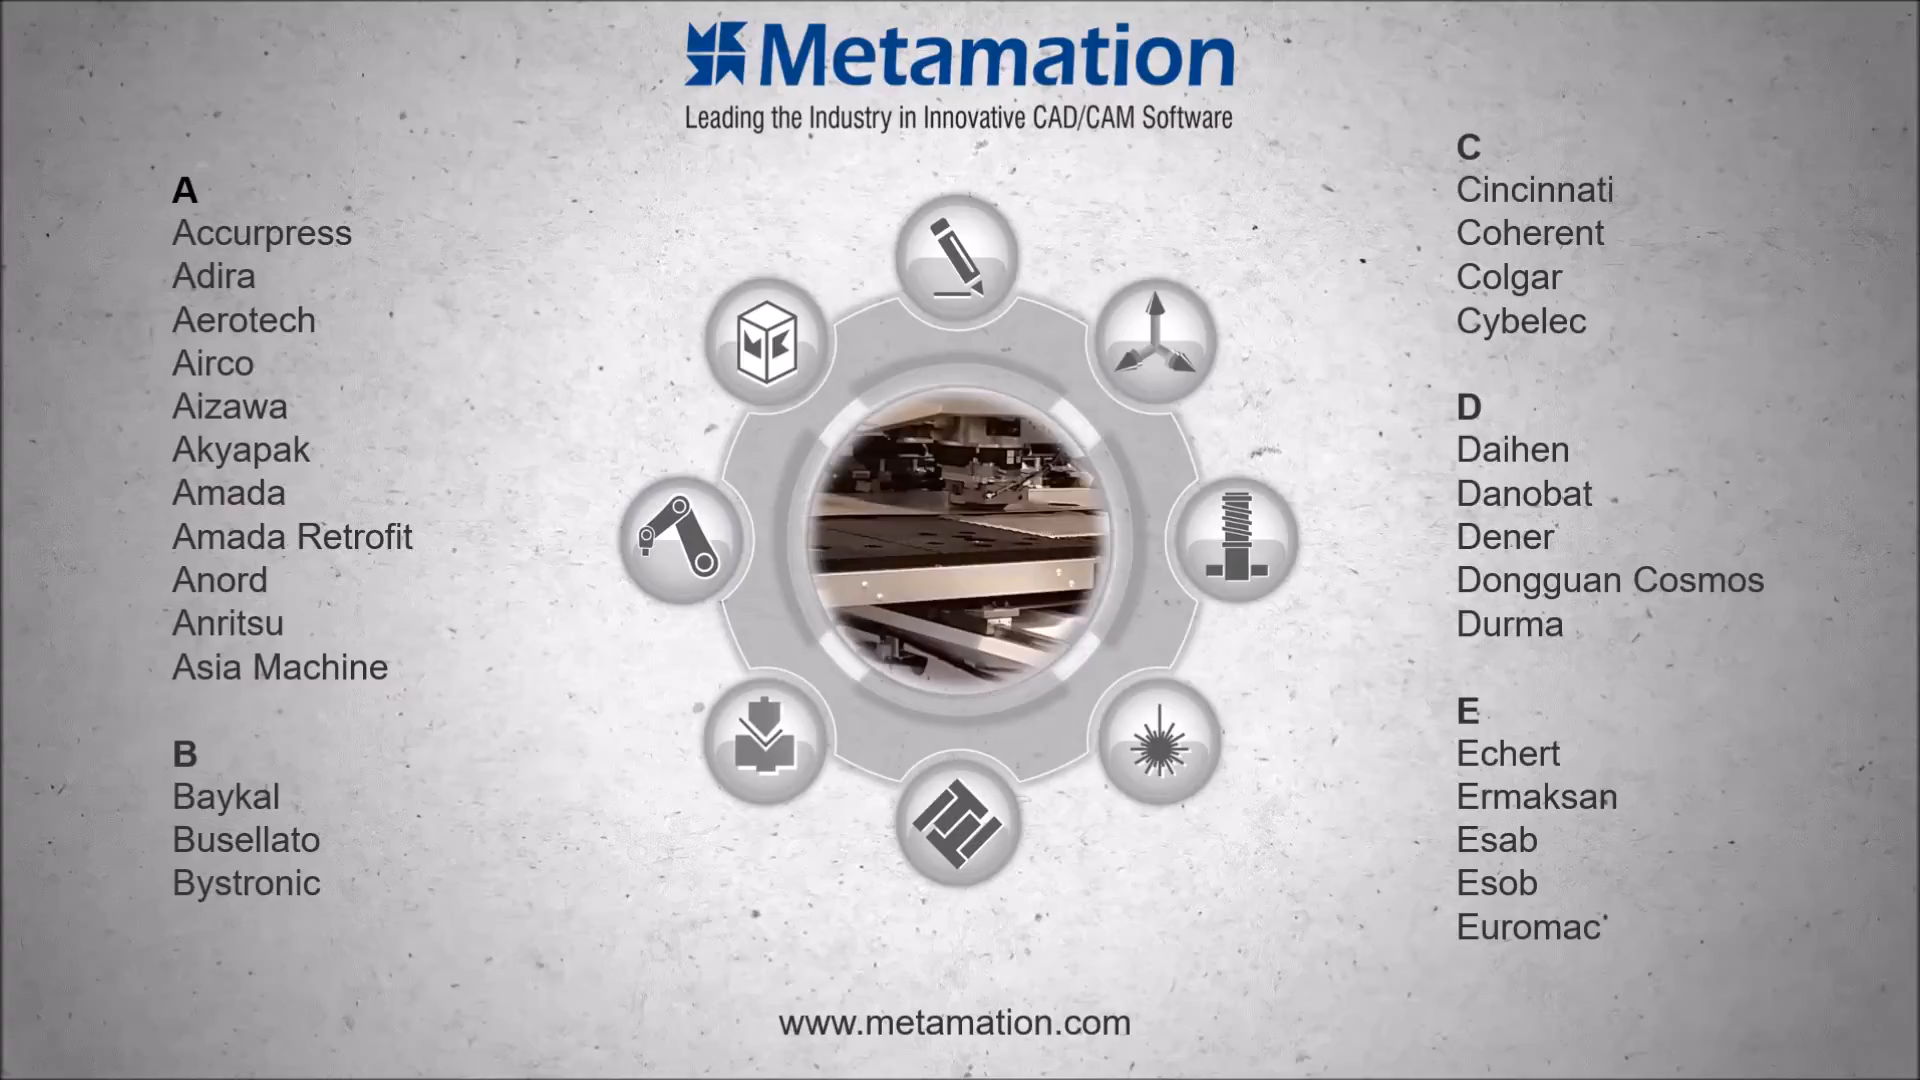 Metamation
Leading the Industry in Innovative CAD/CAM Software
A
Accurpress
Adira
Aerotech
Airco
Aizawa
Akyapak
Amada
Amada Retrofit
Anord
Anritsu
Asia Machine
B
Baykal
Busellato
Bystronic
C
Cincinnati
Coherent
Colgar
Cybelec
D
Daihen
Danobat
Dener
Dongguan Cosmos
Durma
E
Echert
Ermaksan
Esab
Esob
Euromac
www.metamation.com